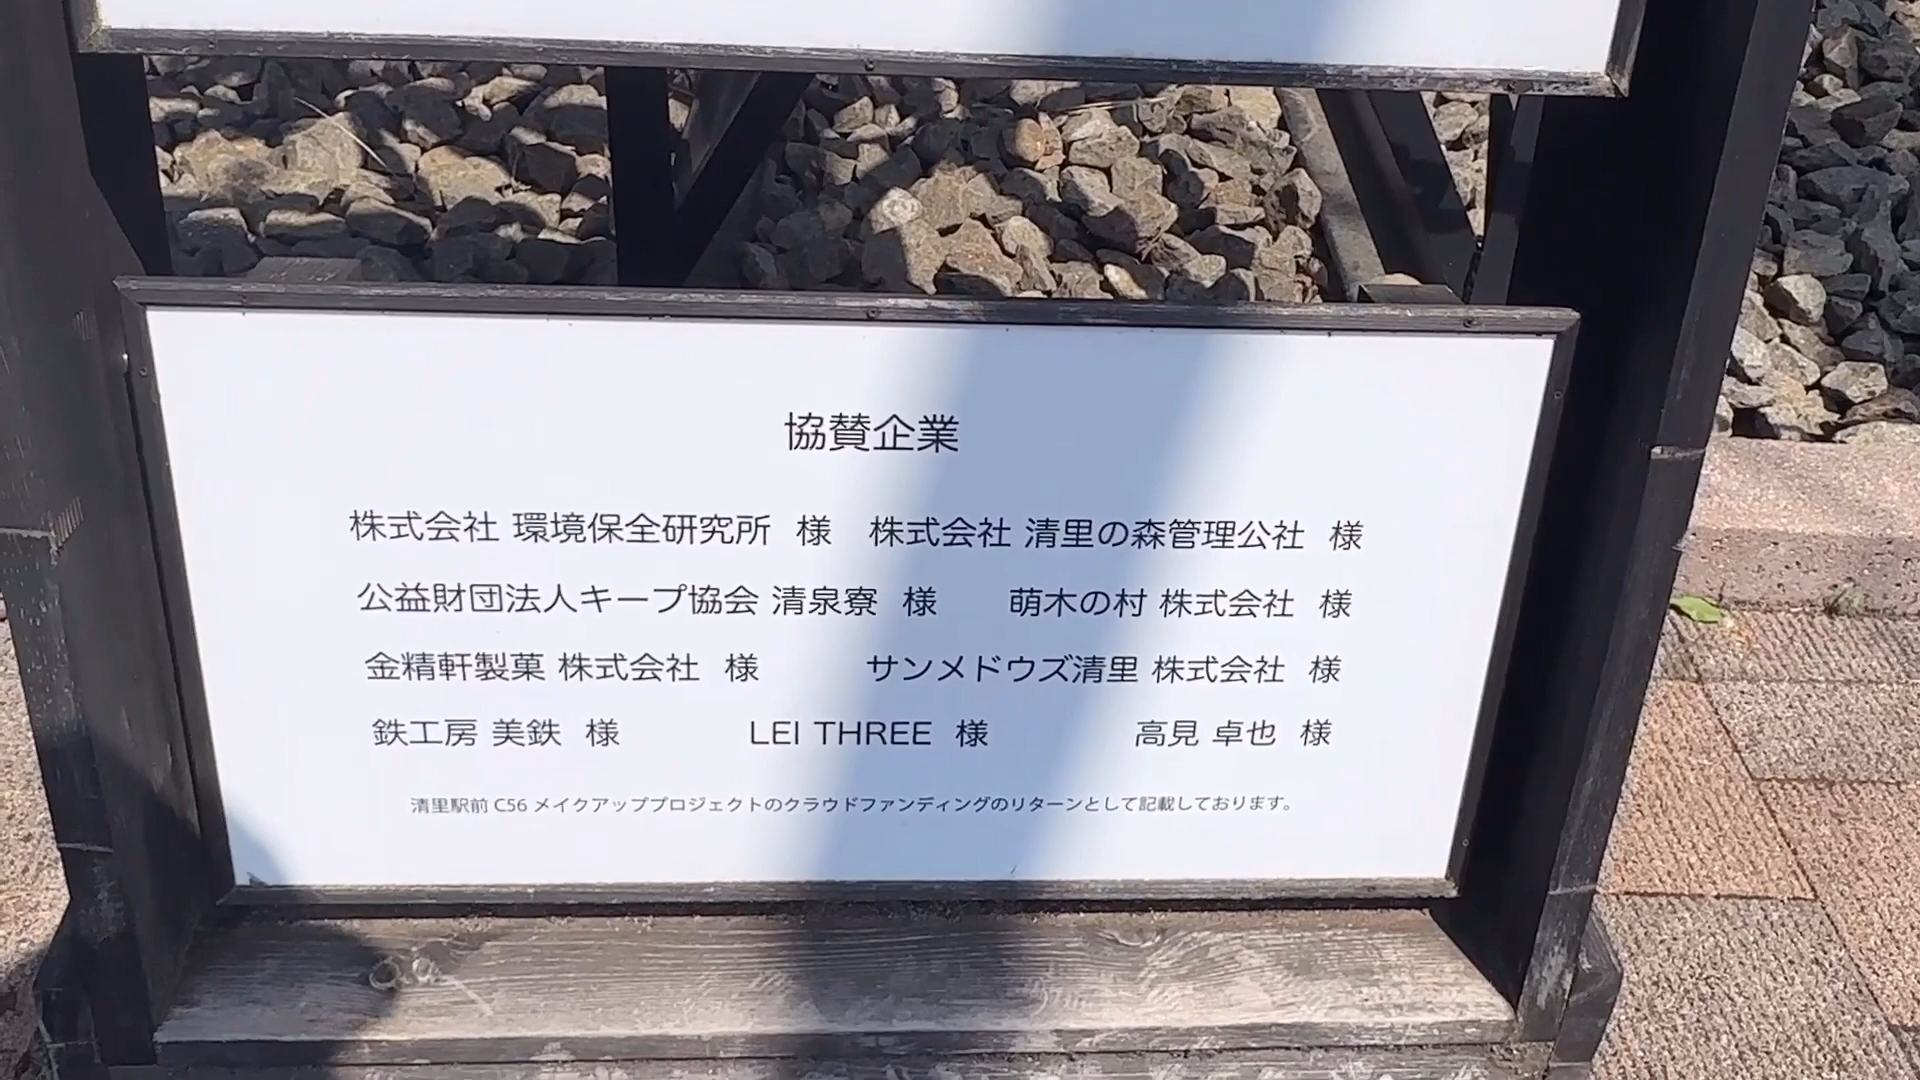 協賛企業
株式会社 環境保全研究所 様 株式会社 清里の森管理公社 様
公益財団法人キープ協会 清泉寮 様 萌木の村 株式会社 様
金精軒製菓 株式会社 様 サンメドウズ清里 株式会社 様
鉄工房 美鉄 様 LEI THREE 様 高見 卓也 様
清里駅前 C56 メイクアッププロジェクトのクラウドファンディングのリターンとして記載しております。